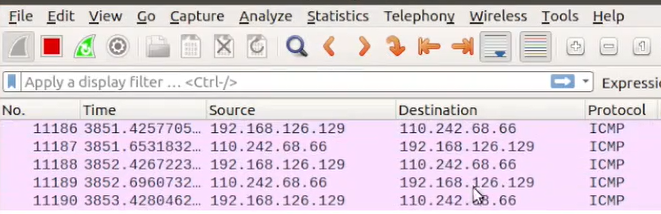 File Edit View Go Capture Analyze Statistics Telephony Wireless Tools Help
Apply a display filter ... <Ctrl-/> Expressi
No. Time Source Destination Protocol
11186 3851.4257705… 192.168.126.129 110.242.68.66 ICMP
11187 3851.6531832… 110.242.68.66 192.168.126.129 ICMP
11188 3852.4267223… 192.168.126.129 110.242.68.66 ICMP
11189 3852.6960732… 110.242.68.66 192.168.126.129 ICMP
11190 3853.4280462… 192.168.126.129 110.242.68.66 ICMP